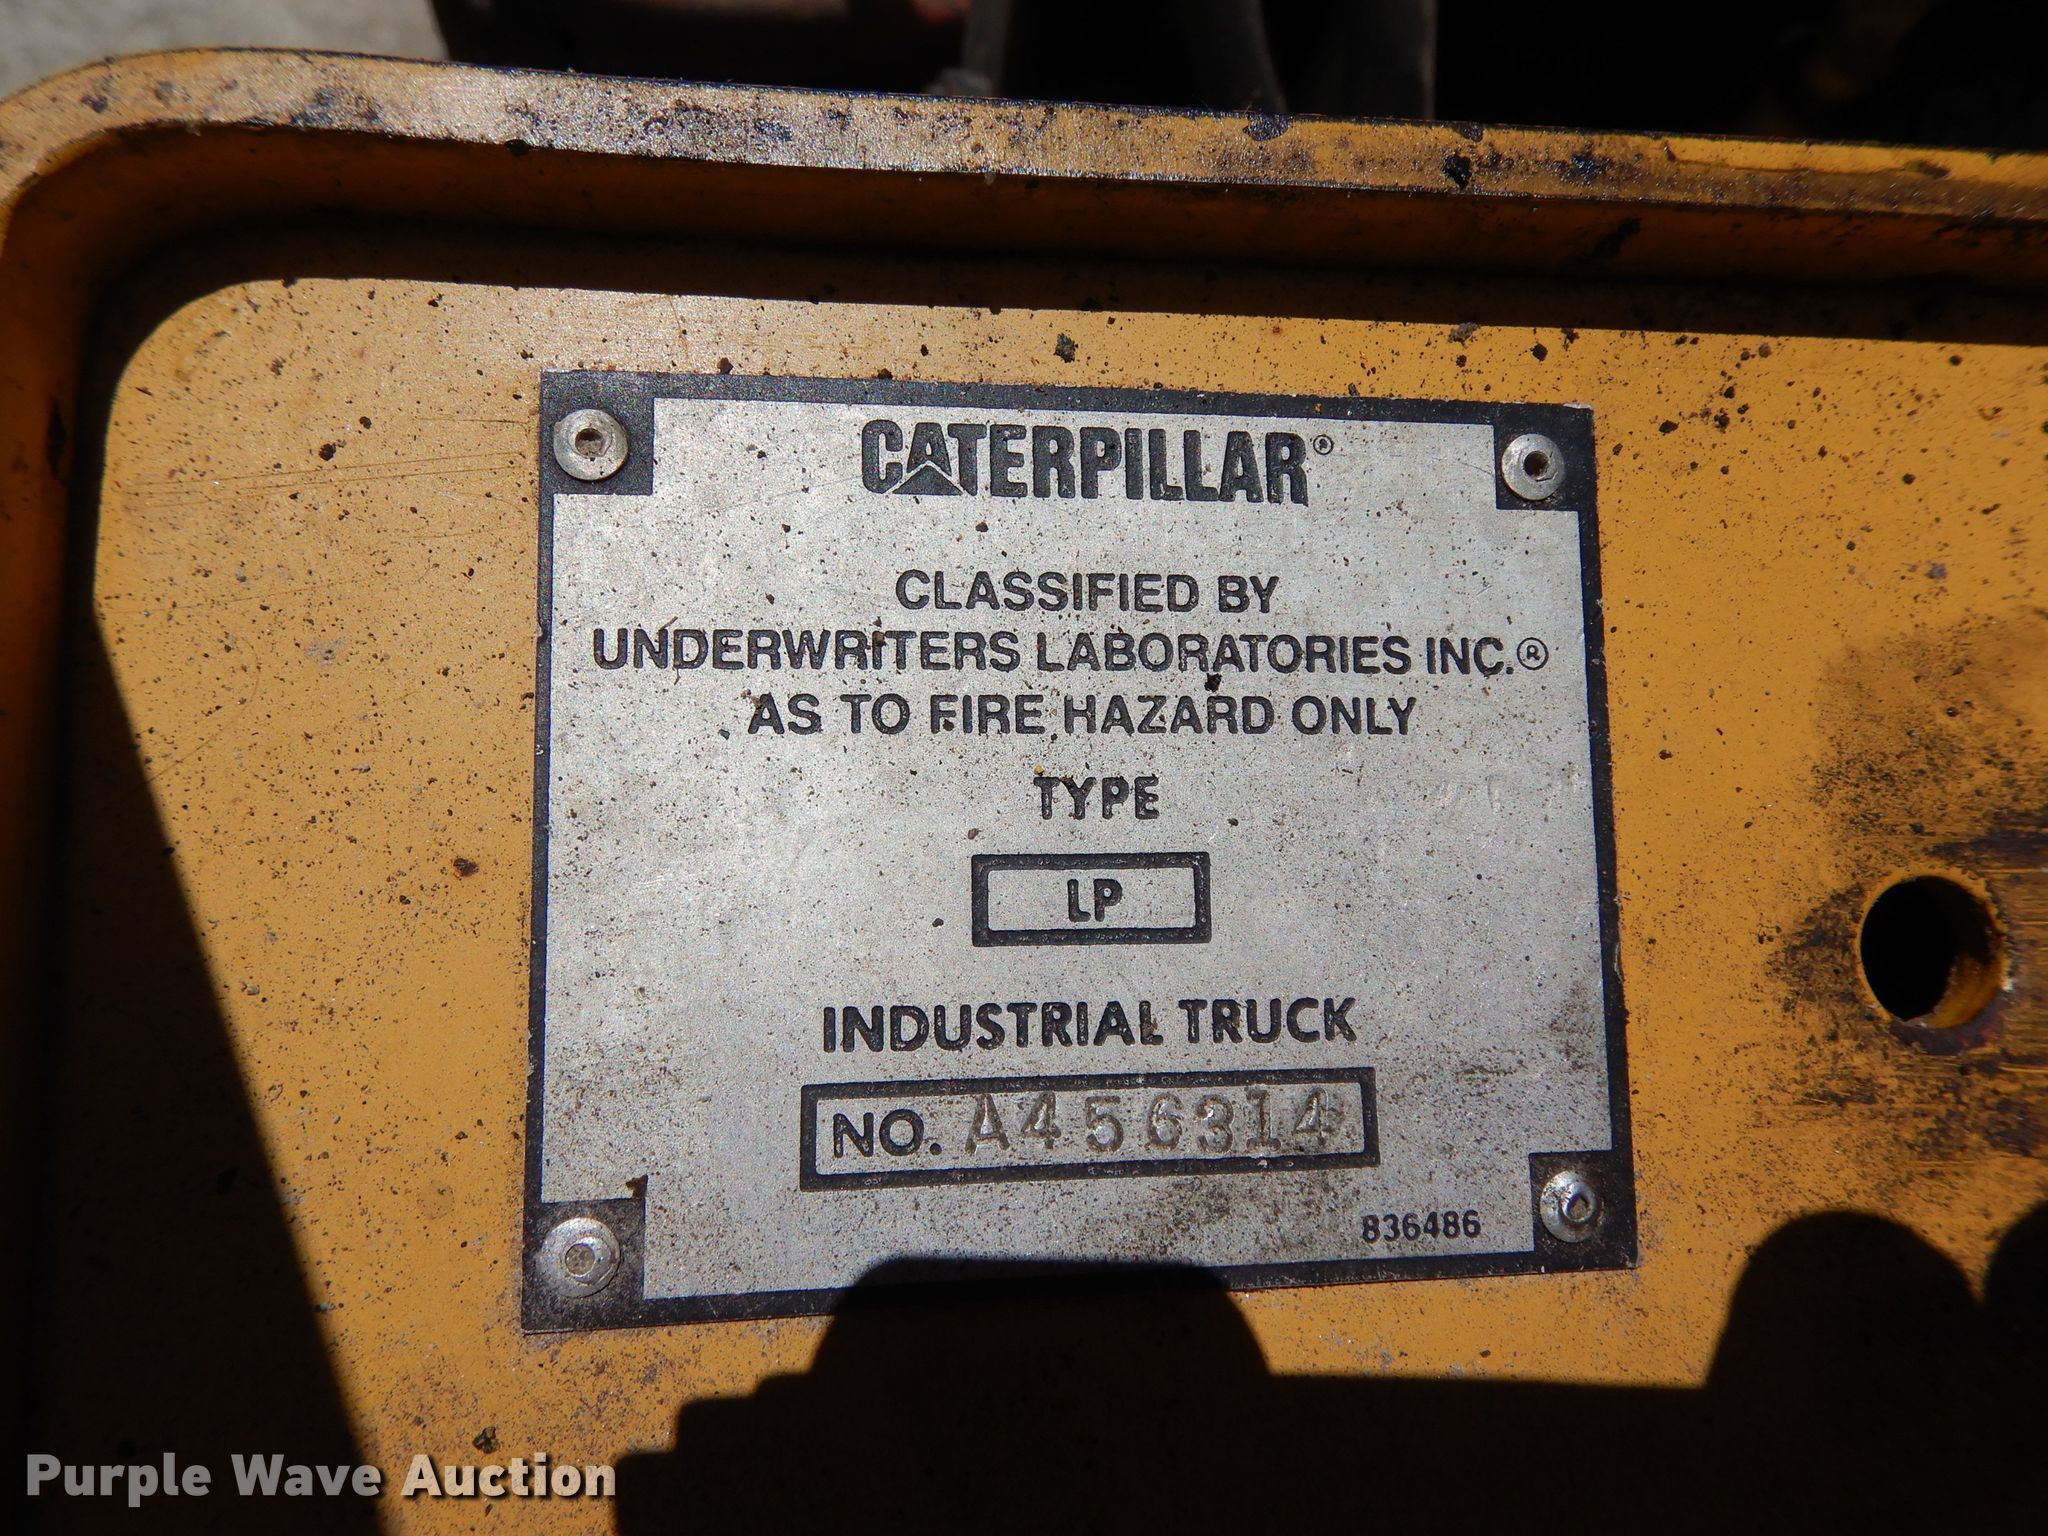 CATERPILLAR®
CLASSIFIED BY
UNDERWRITERS LABORATORIES INC.®
AS TO FIRE HAZARD ONLY
TYPE
LP
INDUSTRIAL TRUCK
NO. A456314
836486
Purple Wave Auction